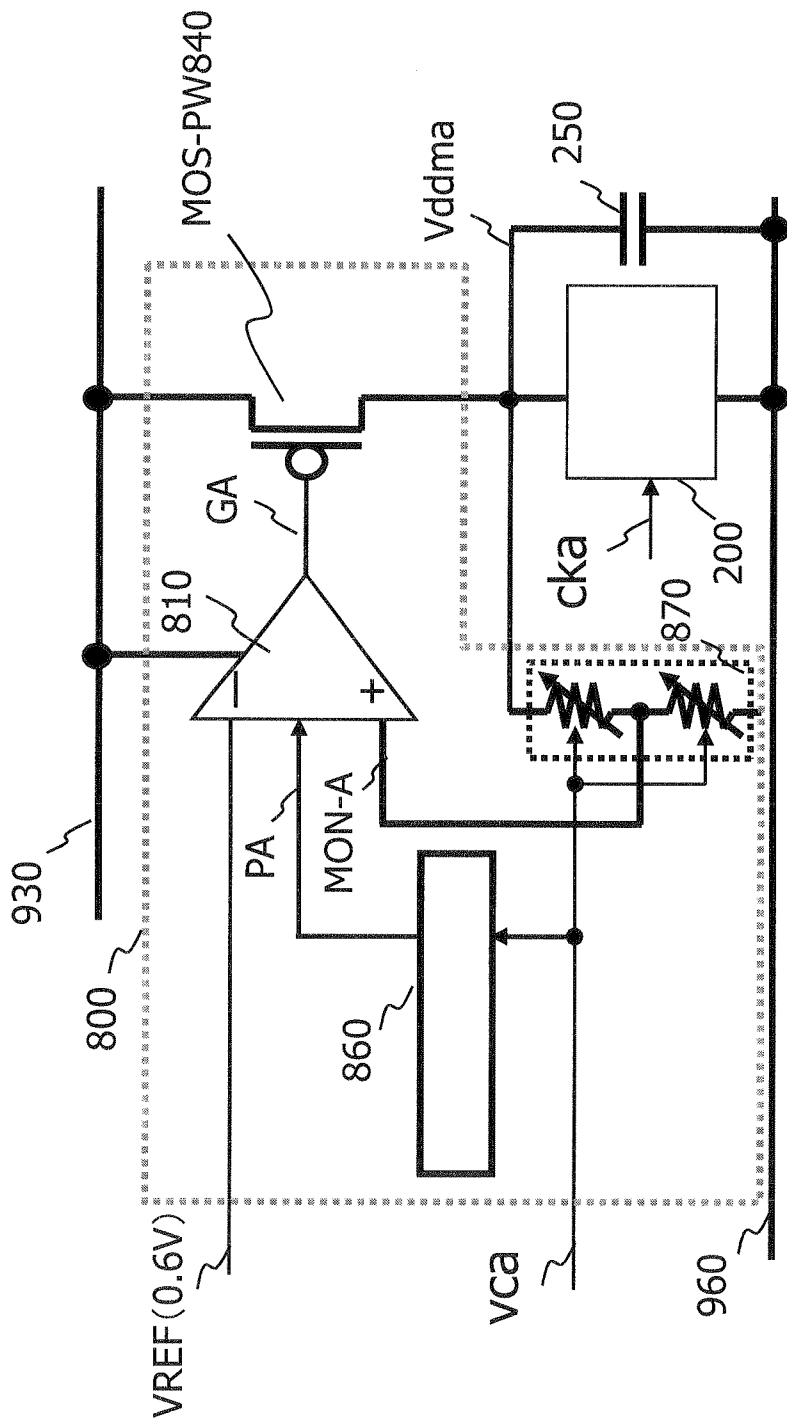 930
800
VREF(0.6V)
MOS-PW840
810
GA
−
+
PA
MON-A
860
vca
Vddma
250
cka
200
870
960